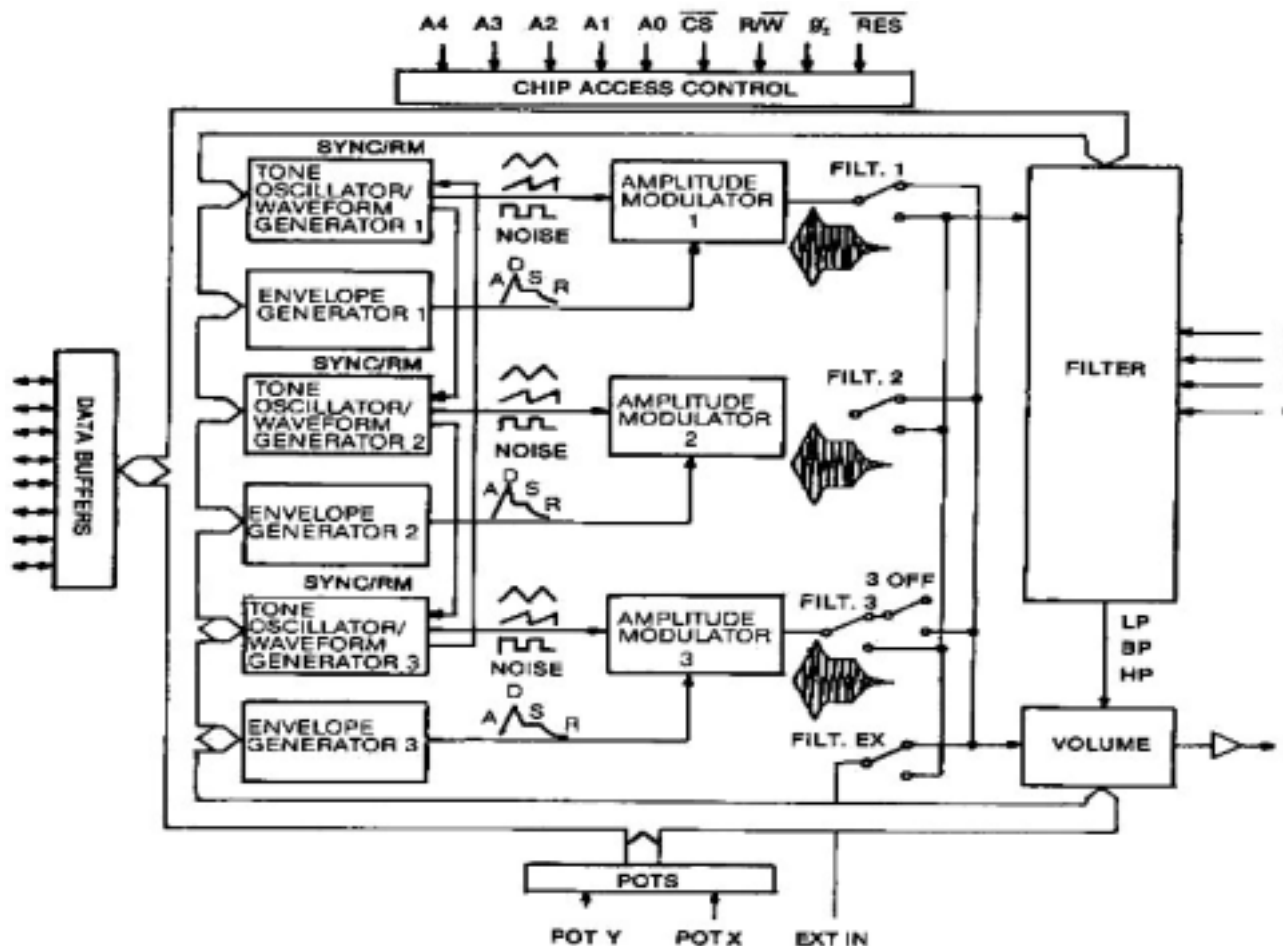 A4 A3 A2 A1 A0 CS R/W ø2 RES
CHIP ACCESS CONTROL
SYNC/RM
TONE
OSCILLATOR/
WAVEFORM
GENERATOR 1
NOISE
AMPLITUDE
MODULATOR
1
FILT. 1
ENVELOPE
GENERATOR 1
A D S R
SYNC/RM
TONE
OSCILLATOR/
WAVEFORM
GENERATOR 2
NOISE
AMPLITUDE
MODULATOR
2
FILT. 2
FILTER
DATA BUFFERS
ENVELOPE
GENERATOR 2
A D S R
SYNC/RM
TONE
OSCILLATOR/
WAVEFORM
GENERATOR 3
NOISE
AMPLITUDE
MODULATOR
3
FILT. 3
3 OFF
LP
BP
HP
ENVELOPE
GENERATOR 3
A D S R
FILT. EX
VOLUME
POTS
POT Y POT X EXT IN